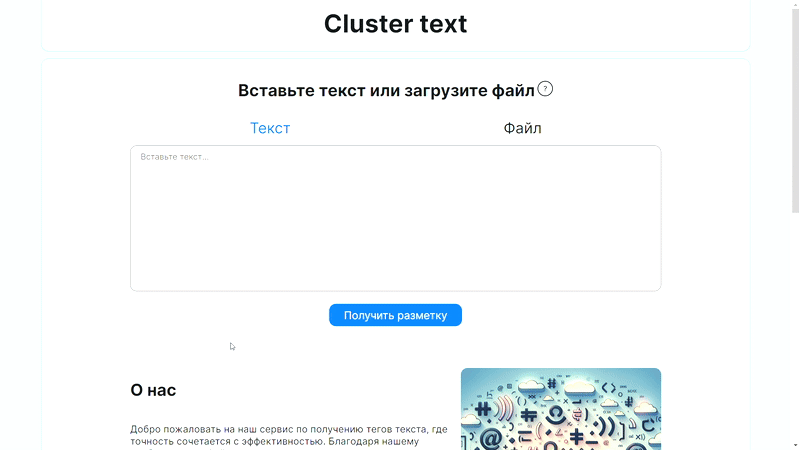 Cluster text
Вставьте текст или загрузите файл ?
Текст
Файл
Вставьте текст...
Получить разметку
О нас
Добро пожаловать на наш сервис по получению тегов текста, где
точность сочетается с эффективностью. Благодаря нашему